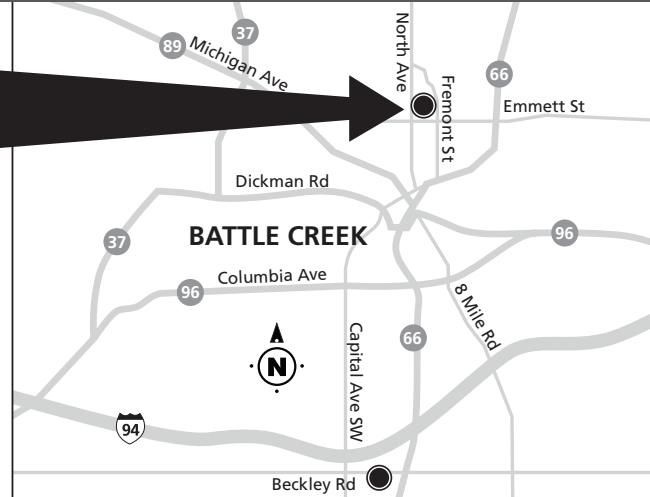 37
89
Michigan Ave
North Ave
66
Fremont St
Emmett St
Dickman Rd
BATTLE CREEK
37
96
Columbia Ave
96
8 Mile Rd
Capital Ave SW
66
N
94
Beckley Rd